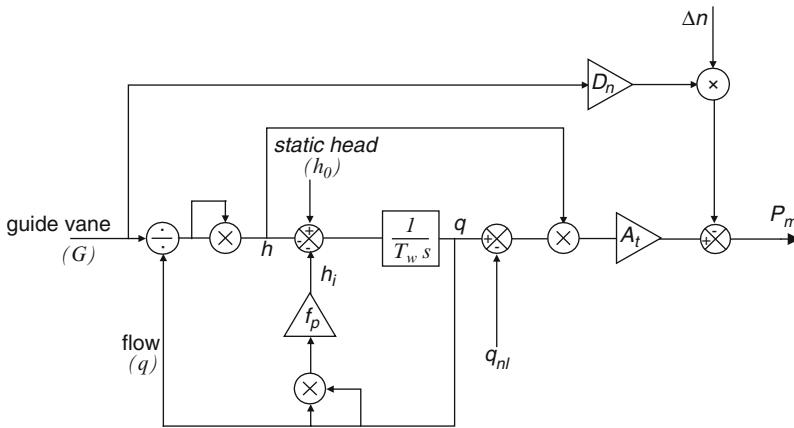 Δn
D_n
static head
(h_0)
guide vane
(G)
÷
×
h
1
T_w s
q
×
A_t
P_m
h_i
f_p
flow
(q)
q_nl
×